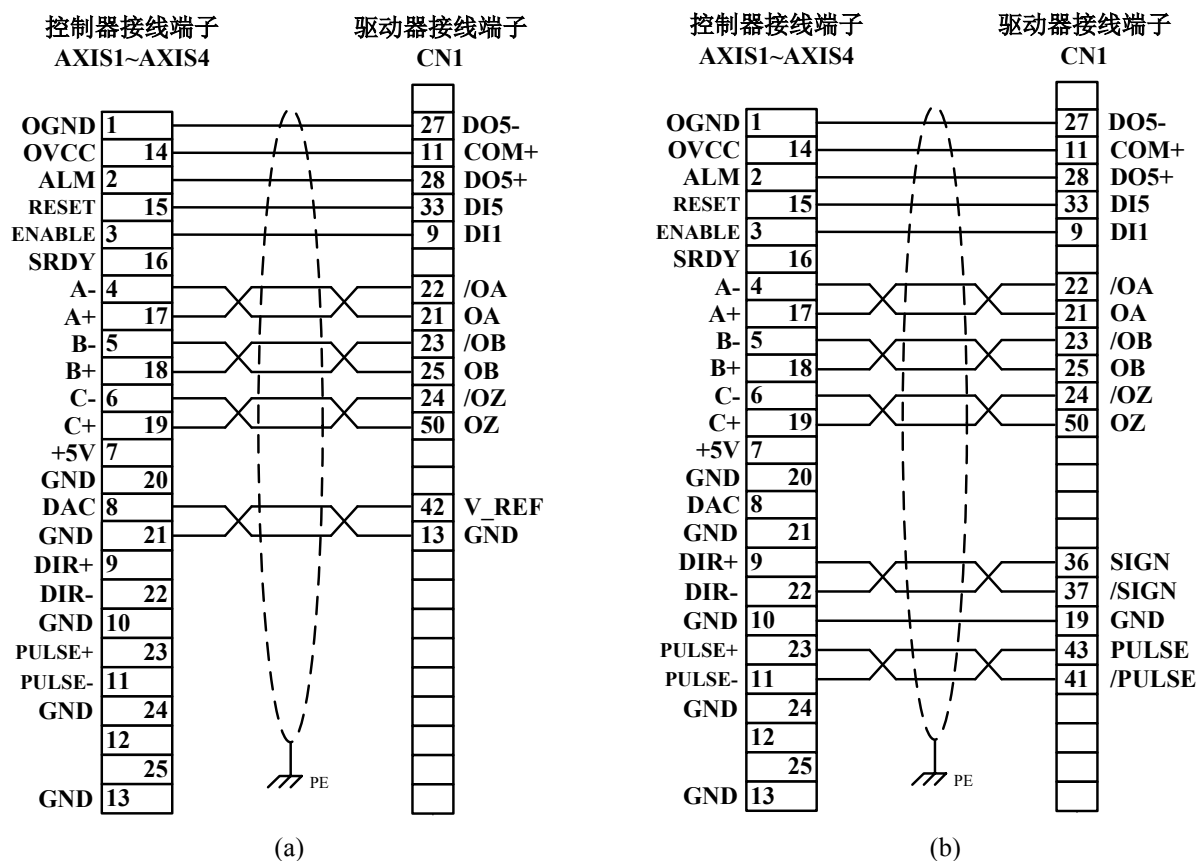 控制器接线端子 驱动器接线端子
AXIS1~AXIS4 CN1
OGND 1 27 DO5-
OVCC 14 11 COM+
ALM 2 28 DO5+
RESET 15 33 DI5
ENABLE 3 9 DI1
SRDY 16
A- 4 22 /OA
A+ 17 21 OA
B- 5 23 /OB
B+ 18 25 OB
C- 6 24 /OZ
C+ 19 50 OZ
+5V 7
GND 20
DAC 8 42 V_REF
GND 21 13 GND
DIR+ 9
DIR- 22
GND 10
PULSE+ 23
PULSE- 11
GND 24
12
25
GND 13
PE
(a)
控制器接线端子 驱动器接线端子
AXIS1~AXIS4 CN1
OGND 1 27 DO5-
OVCC 14 11 COM+
ALM 2 28 DO5+
RESET 15 33 DI5
ENABLE 3 9 DI1
SRDY 16
A- 4 22 /OA
A+ 17 21 OA
B- 5 23 /OB
B+ 18 25 OB
C- 6 24 /OZ
C+ 19 50 OZ
+5V 7
GND 20
DAC 8
GND 21
DIR+ 9 36 SIGN
DIR- 22 37 /SIGN
GND 10 19 GND
PULSE+ 23 43 PULSE
PULSE- 11 41 /PULSE
GND 24
12
25
GND 13
PE
(b)